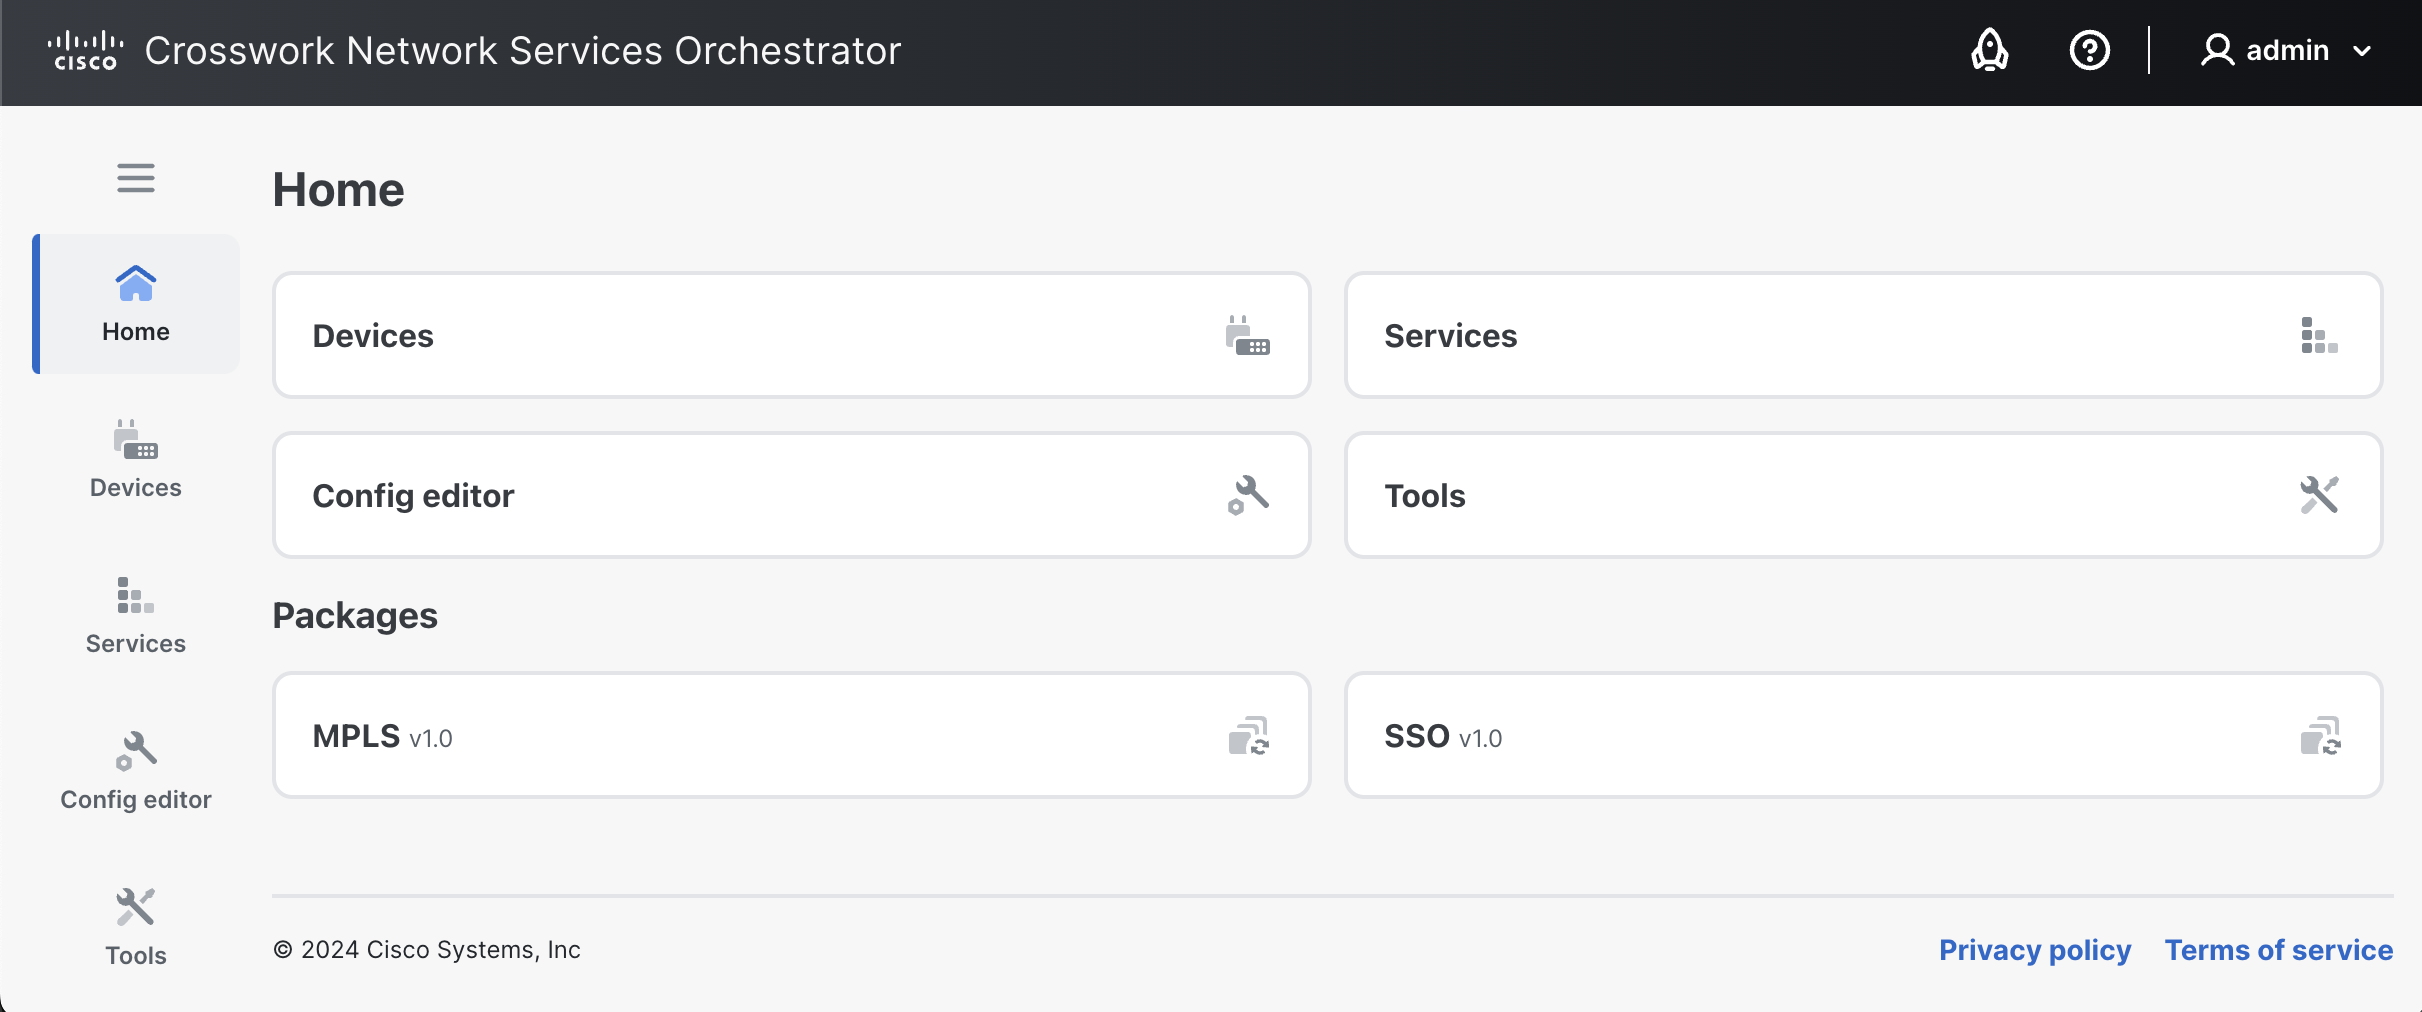 CISCO Crosswork Network Services Orchestrator
admin
Home
Home
Devices
Services
Config editor
Tools
Home
Devices
Services
Config editor
Tools
Packages
MPLS v1.0
SSO v1.0
© 2024 Cisco Systems, Inc
Privacy policy
Terms of service